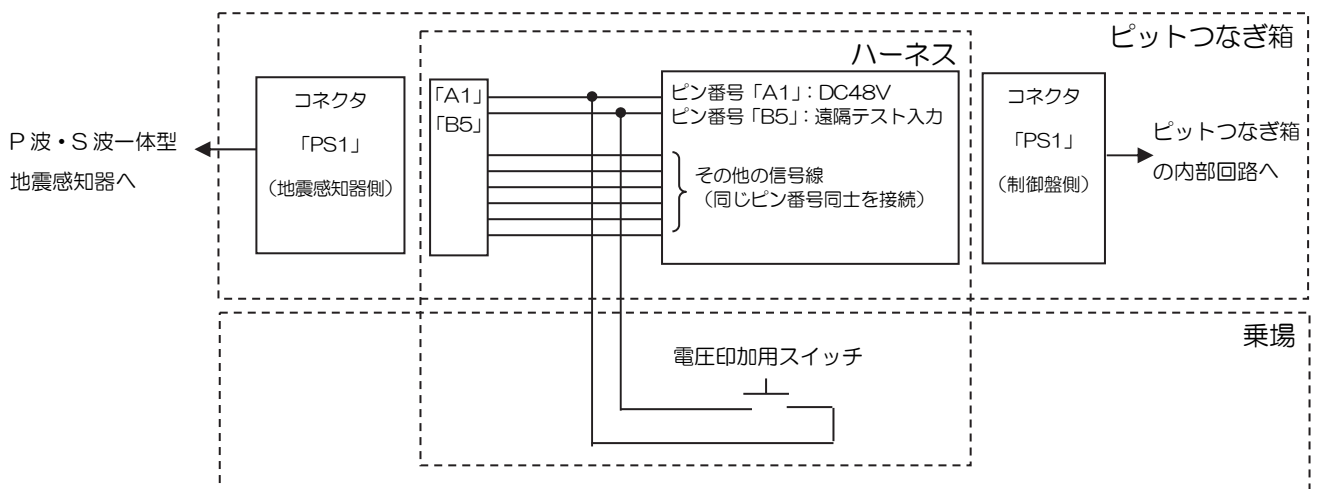 ピットつなぎ箱
ハーネス
コネクタ
「PS1」
(地震感知器側)
P波・S波一体型
地震感知器へ
「A1」
「B5」
ピン番号「A1」:DC48V
ピン番号「B5」:遠隔テスト入力
その他の信号線
(同じピン番号同士を接続)
コネクタ
「PS1」
(制御盤側)
ピットつなぎ箱
の内部回路へ
乗場
電圧印加用スイッチ